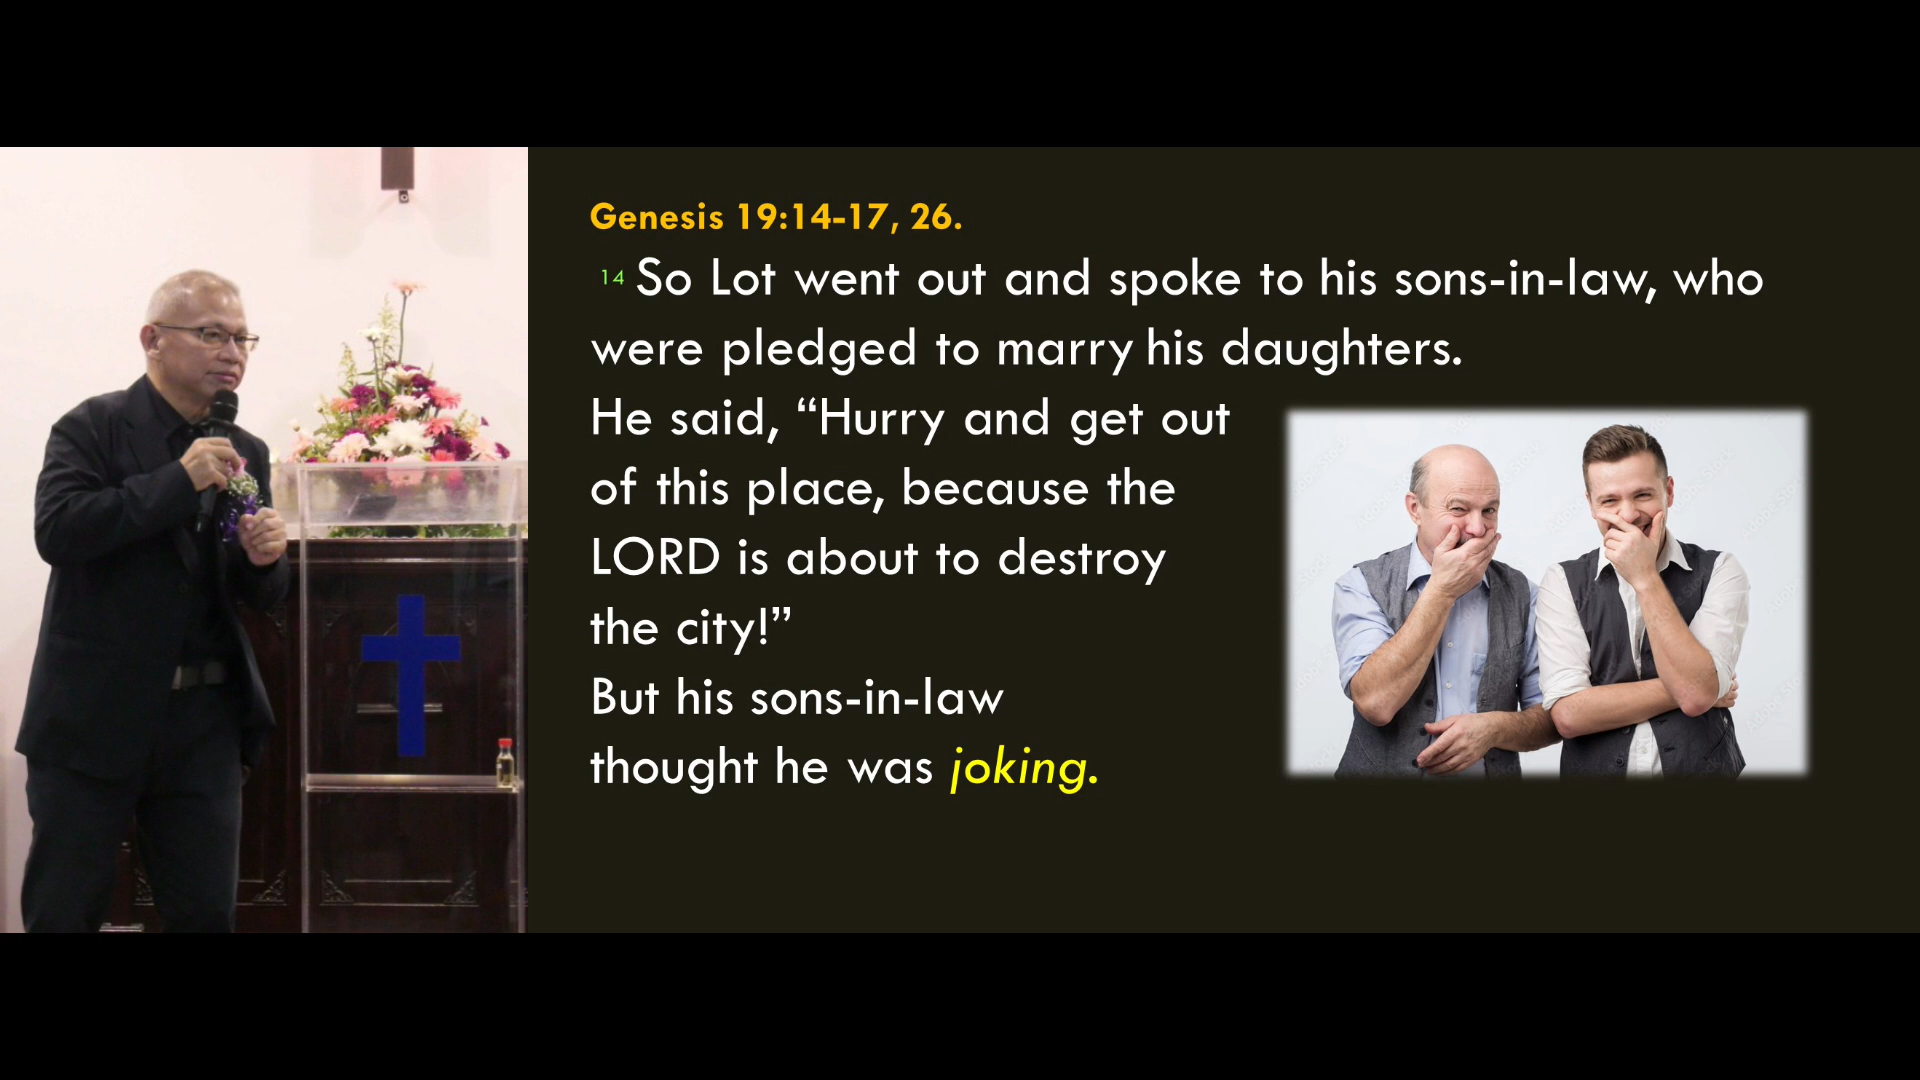 Genesis 19:14-17, 26.
14 So Lot went out and spoke to his sons-in-law, who
were pledged to marry his daughters.
He said, “Hurry and get out
of this place, because the
LORD is about to destroy
the city!”
But his sons-in-law
thought he was joking.